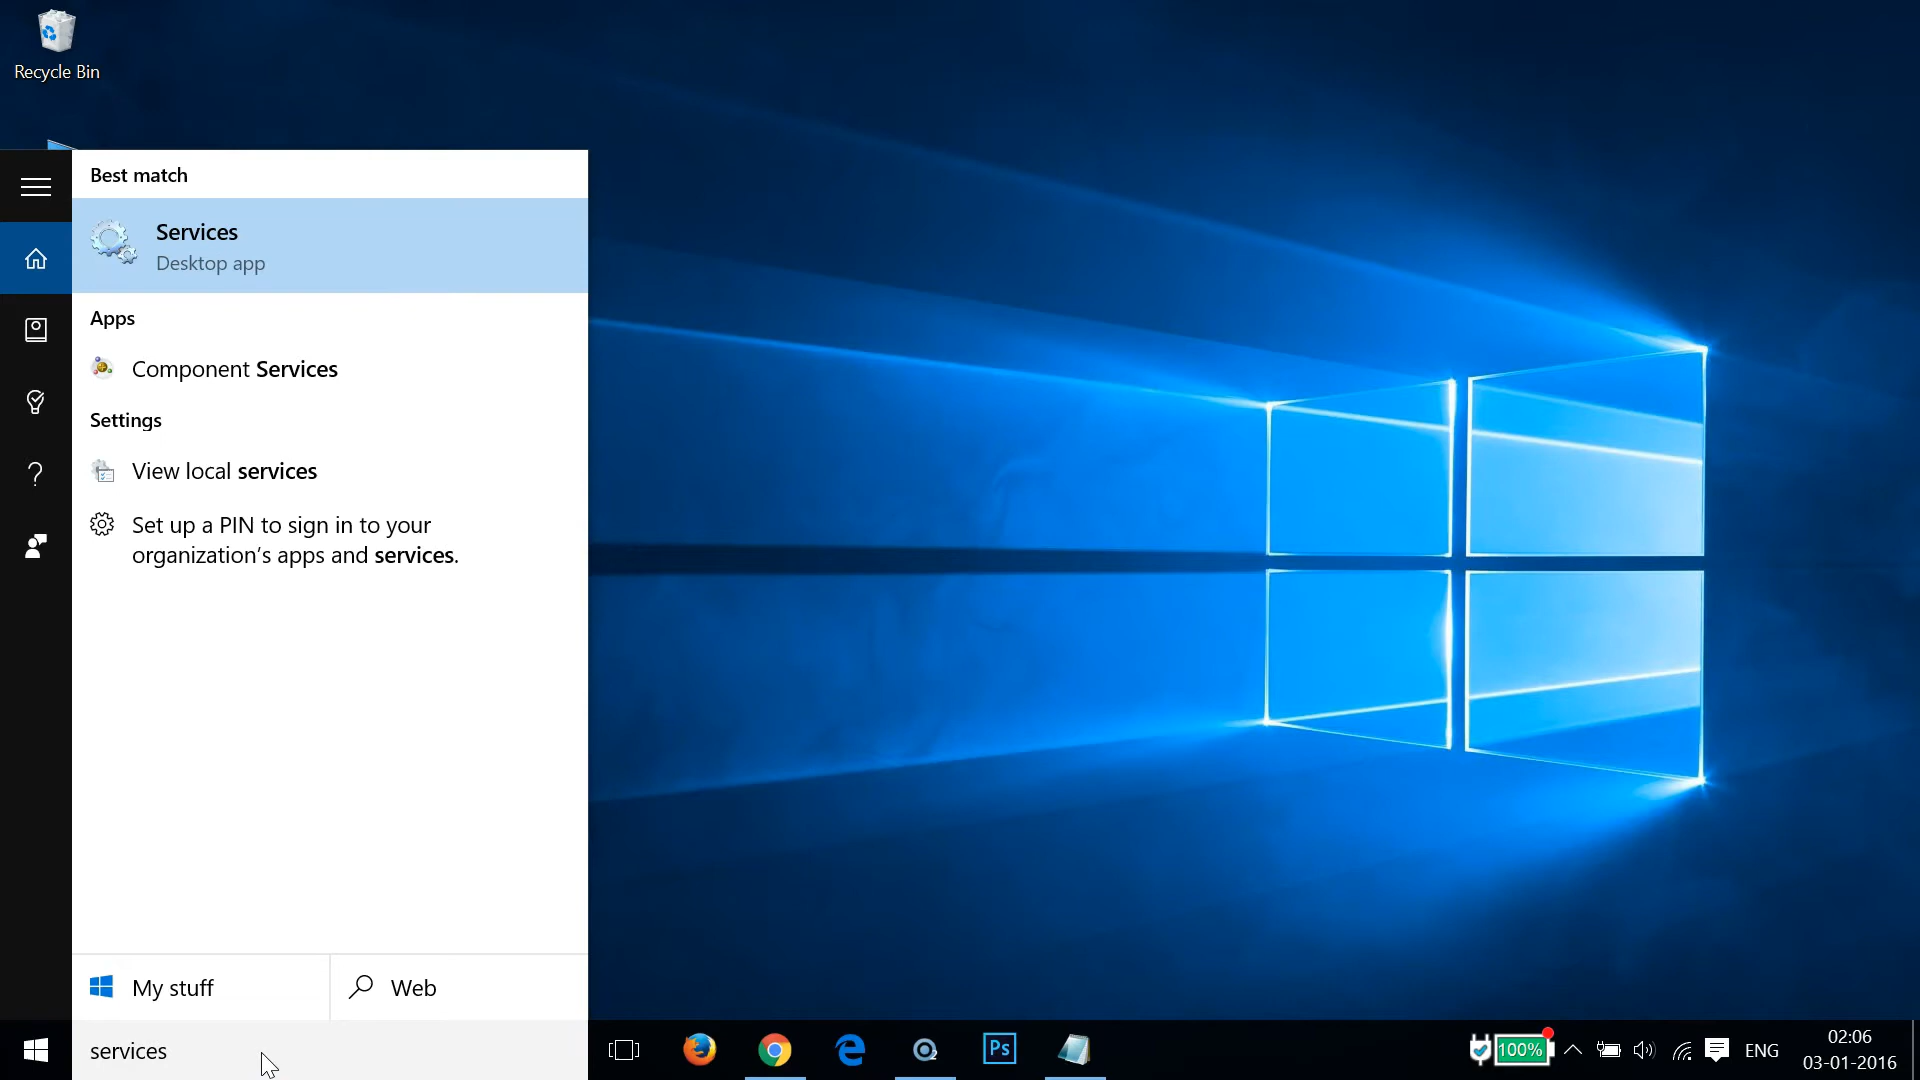 Recycle Bin
Best match
Services
Desktop app
Apps
Component Services
Settings
View local services
Set up a PIN to sign in to your
organization's apps and services.
My stuff
Web
services
Ps
100%
ENG
02:06
03-01-2016